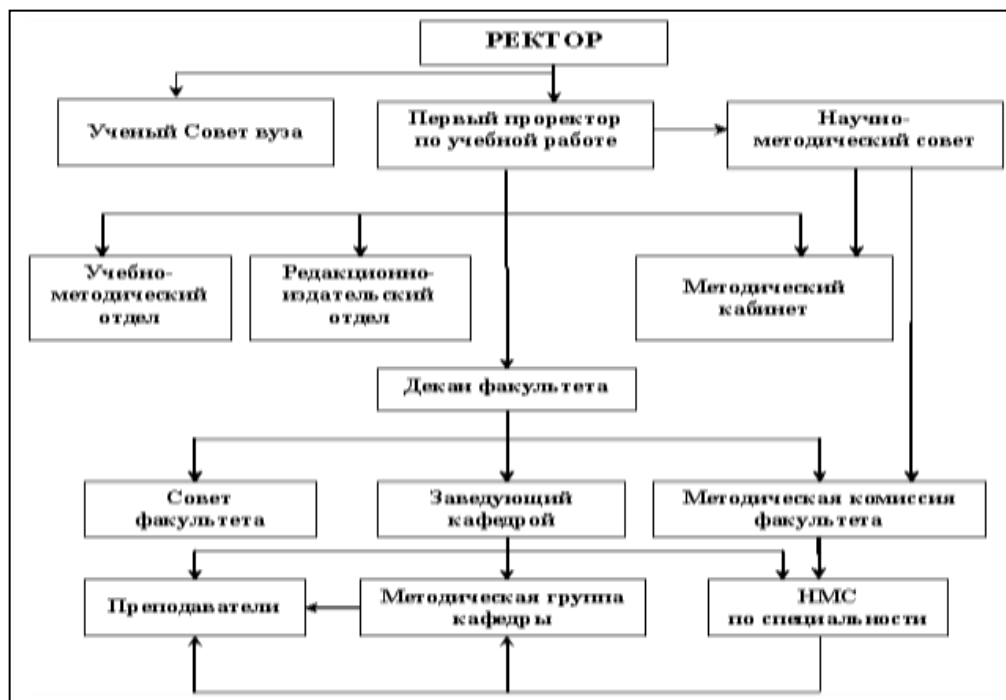 РЕКТОР
Ученый Совет вуза
Первый проректор
по учебной работе
Научно-
методический совет
Учебно-
методический
отдел
Редакционно-
издательский
отдел
Методический
кабинет
Декан факультета
Совет
факультета
Заведующий
кафедрой
Методическая комиссия
факультета
Преподаватели
Методическая группа
кафедры
НМС
по специальности